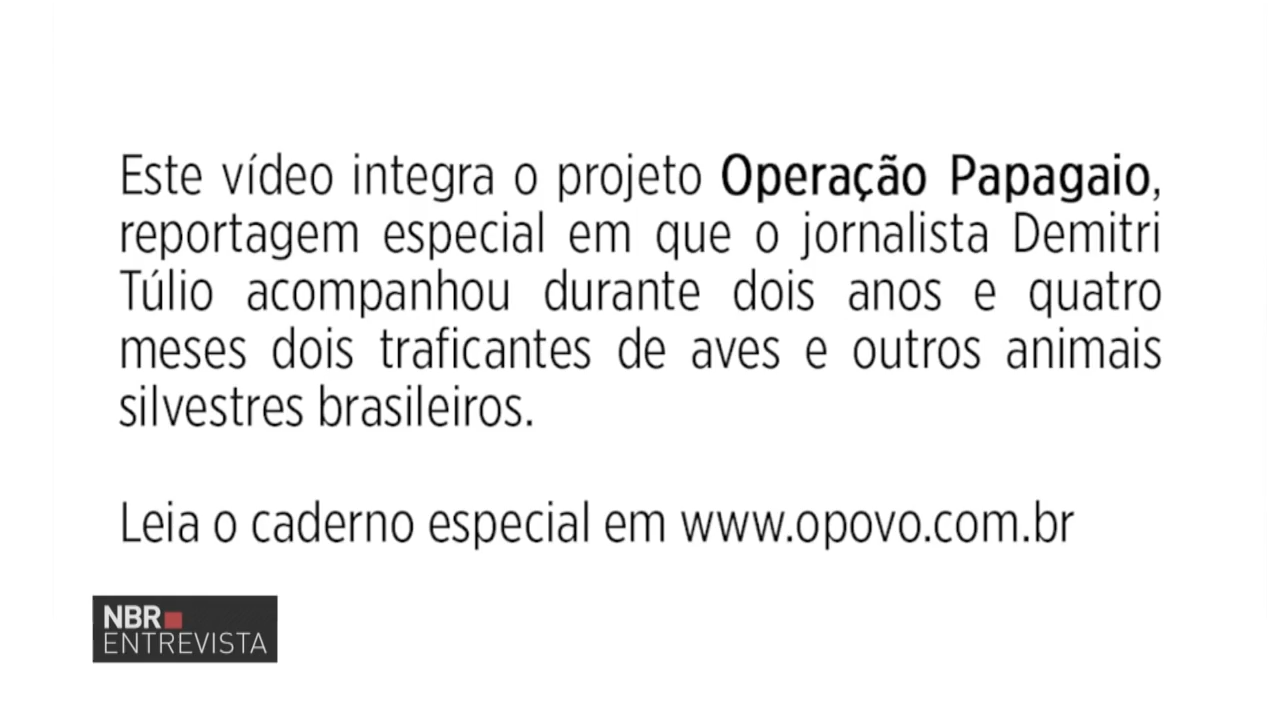 Este vídeo integra o projeto Operação Papagaio,
reportagem especial em que o jornalista Demitri
Túlio acompanhou durante dois anos e quatro
meses dois traficantes de aves e outros animais
silvestres brasileiros.
Leia o caderno especial em www.opovo.com.br
NBR
ENTREVISTA